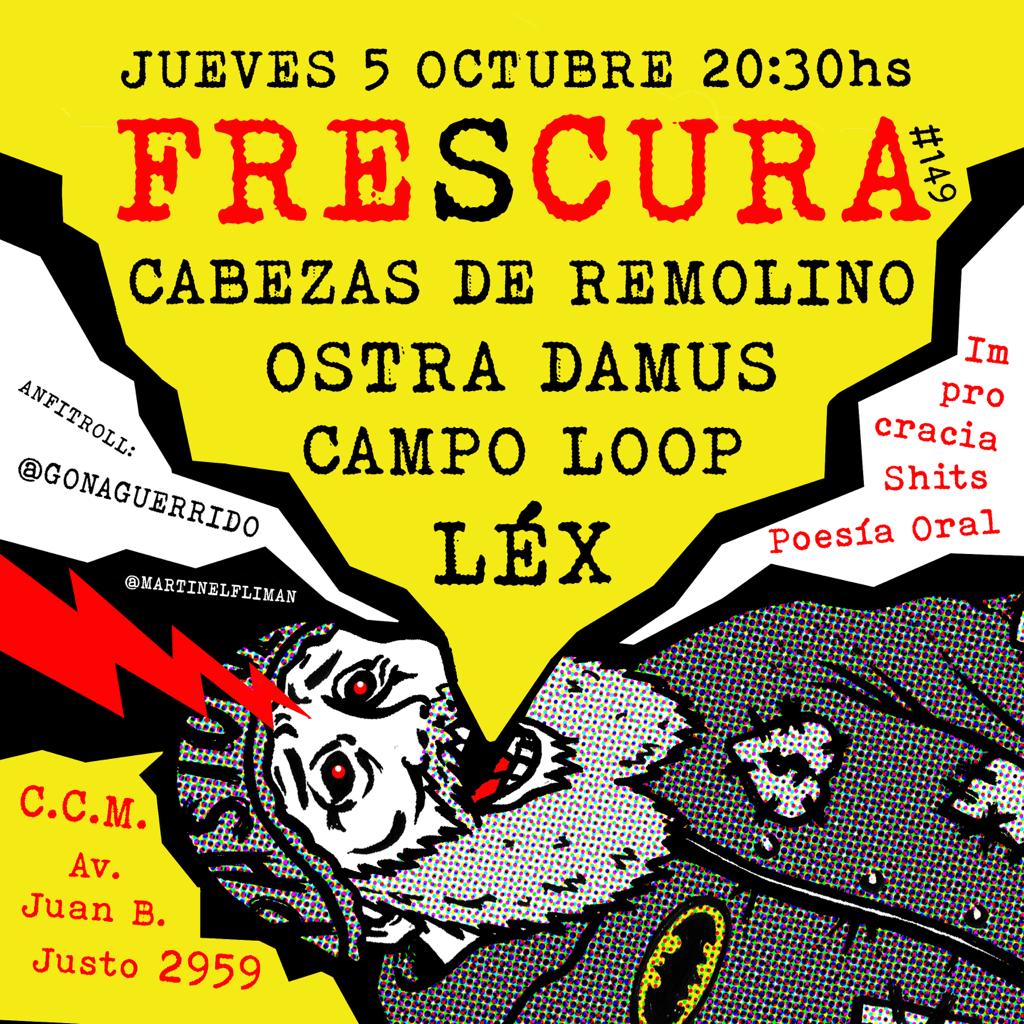 JUEVES 5 OCTUBRE 20:30hs
FRESCURA
#149
CABEZAS DE REMOLINO
OSTRA DAMUS
CAMPO LOOP
LÉX
ANFITROLL:
@GONAGUERRIDO
@MARTINELFLIMAN
Im
pro
cracia
Shits
Poesía Oral
C.C.M.
Av.
Juan B.
Justo 2959